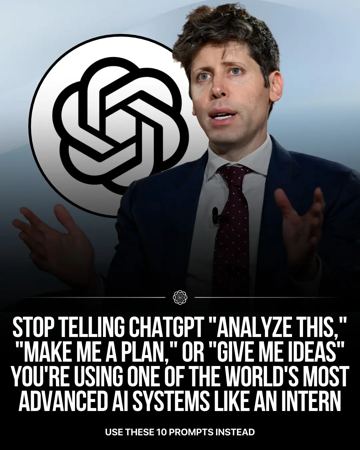 STOP TELLING CHATGPT "ANALYZE THIS,"
"MAKE ME A PLAN," OR "GIVE ME IDEAS"
YOU'RE USING ONE OF THE WORLD'S MOST
ADVANCED AI SYSTEMS LIKE AN INTERN
USE THESE 10 PROMPTS INSTEAD